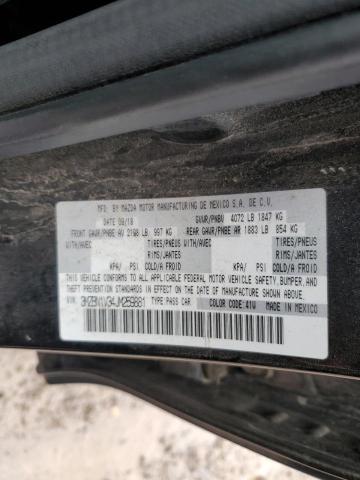 MFD. BY MAZDA MOTOR MANUFACTURING DE MEXICO S.A. DE C.V.
DATE 09/18 GVWR/PNBV 4072 LB 1847 KG
FRONT GAWR/PNBE AV 2198 LB. 997 KG REAR GAWR/PNBE AR 1883 LB 854 KG
WITH/AVEC TIRES/PNEUS WITH/AVEC TIRES/PNEUS
RIMS/JANTES RIMS/JANTES
KPA/ PSI COLD/A FROID KPA/ PSI COLD/A FROID
THIS VEHICLE CONFORMS TO ALL APPLICABLE FEDERAL MOTOR VEHICLE SAFETY, BUMPER, AND
THEFT PREVENTION STANDARDS IN EFFECT ON THE DATE OF MANUFACTURE SHOWN ABOVE.
VIN: 3MZBN1V34JM259881 TYPE PASS CAR COLOR CODE:41W MADE IN MEXICO